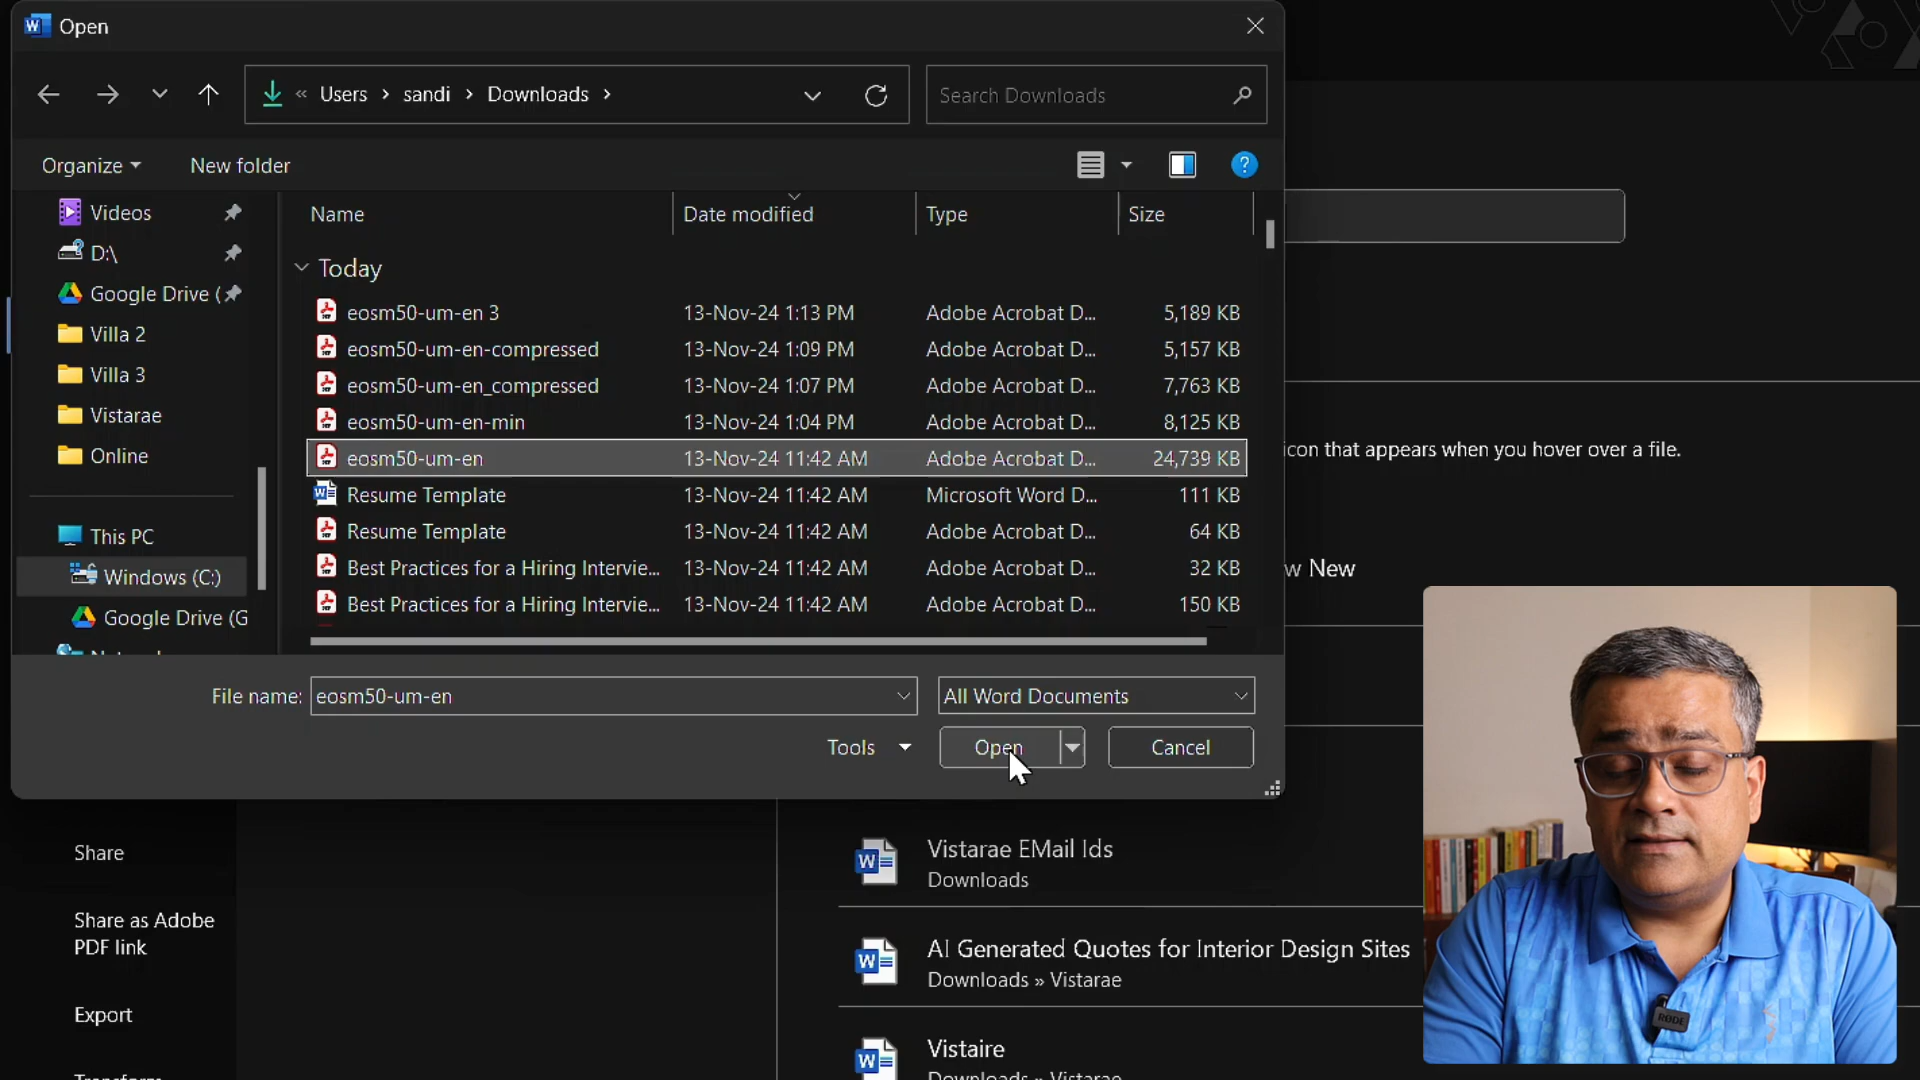 Open
« Users > sandi > Downloads >
Search Downloads
Organize
New folder
Videos
D:\
Google Drive (
Villa 2
Villa 3
Vistarae
Online
This PC
Windows (C:)
Google Drive (G
Name Date modified Type Size
Today
eosm50-um-en 3 13-Nov-24 1:13 PM Adobe Acrobat D... 5,189 KB
eosm50-um-en-compressed 13-Nov-24 1:09 PM Adobe Acrobat D... 5,157 KB
eosm50-um-en_compressed 13-Nov-24 1:07 PM Adobe Acrobat D... 7,763 KB
eosm50-um-en-min 13-Nov-24 1:04 PM Adobe Acrobat D... 8,125 KB
eosm50-um-en 13-Nov-24 11:42 AM Adobe Acrobat D... 24,739 KB
Resume Template 13-Nov-24 11:42 AM Microsoft Word D... 111 KB
Resume Template 13-Nov-24 11:42 AM Adobe Acrobat D... 64 KB
Best Practices for a Hiring Intervie... 13-Nov-24 11:42 AM Adobe Acrobat D... 32 KB
Best Practices for a Hiring Intervie... 13-Nov-24 11:42 AM Adobe Acrobat D... 150 KB
File name: eosm50-um-en
All Word Documents
Tools
Open
Cancel
icon that appears when you hover over a file.
w New
Share
Share as Adobe
PDF link
Export
Vistarae EMail Ids
Downloads
AI Generated Quotes for Interior Design Sites
Downloads » Vistarae
Vistaire
Downloads » Vistarae
RODE